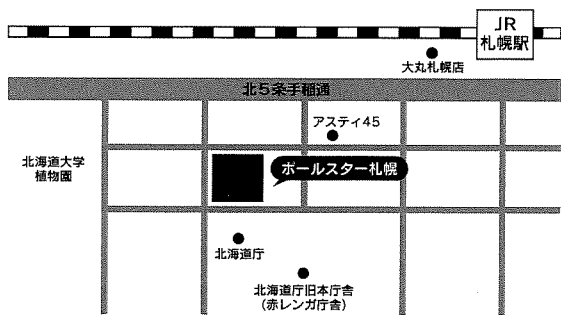 JR
札幌駅
大丸札幌店
北5条手稲通
アスティ45
北海道大学
植物園
ポールスター札幌
北海道庁
北海道庁旧本庁舎
(赤レンガ庁舎)